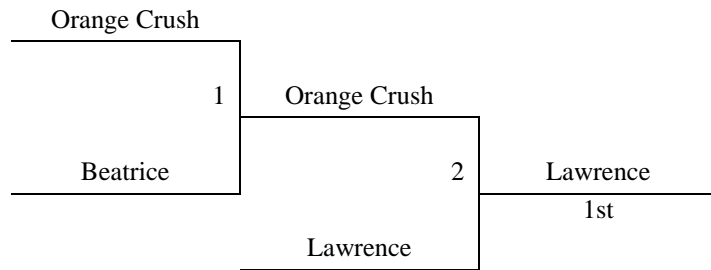 Orange Crush
1
Orange Crush
Beatrice
2
Lawrence
1st
Lawrence